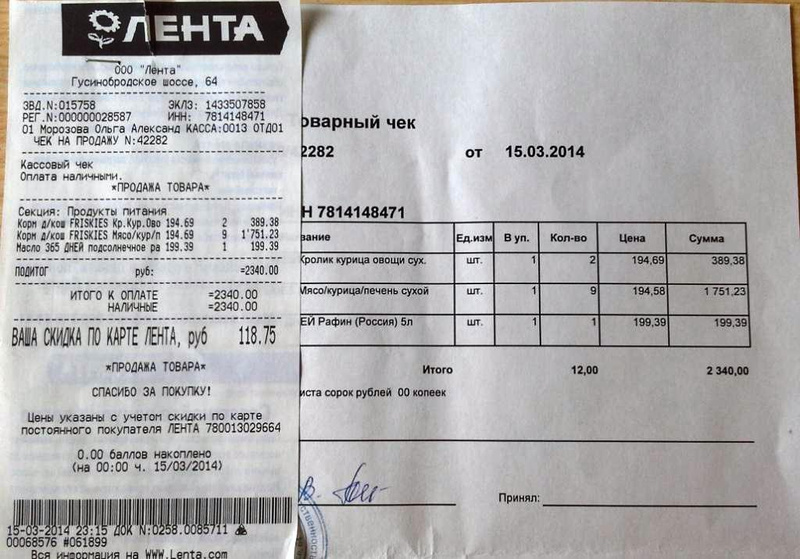 ЛЕНТА
ООО "Лента"
Гусинобродское шоссе, 64
ЗВД.N:015758 ЭКЛЗ: 1433507858
РЕГ.N:000000028587 ИНН: 7814148471
01 Морозова Ольга Александ КАССА:0013 ОТД01
ЧЕК НА ПРОДАЖУ N:42282
Кассовый чек
Оплата наличными.
*ПРОДАЖА ТОВАРА*
Секция: Продукты питания
Корм д/кош FRISKIES Кр.Кур.Ово 194.69 2 389.38
Корм д/кош FRISKIES Мясо/кур/п 194.69 9 1'751.23
Масло 365 ДНЕЙ подсолнечное ра 199.39 1 199.39
ПОДИТОГ руб: =2340.00
ИТОГО К ОПЛАТЕ =2340.00
НАЛИЧНЫЕ =2340.00
ВАША СКИДКА ПО КАРТЕ ЛЕНТА, руб 118.75
*ПРОДАЖА ТОВАРА*
СПАСИБО ЗА ПОКУПКУ!
Цены указаны с учетом скидки по карте
постоянного покупателя ЛЕНТА 780013029664
0.00 баллов накоплено
(на 00:00 ч. 15/03/2014)
15-03-2014 23:15 ДОК N:0258.0085711
00068576 #061899
Вся информация на WWW.Lenta.com
оварный чек
2282 от 15.03.2014
Н 7814148471
вание Ед.изм В уп. Кол-во Цена Сумма
Кролик курица овощи сух. шт. 1 2 194,69 389,38
Мясо/курица/печень сухой шт. 1 9 194,58 1 751,23
ЕЙ Рафин (Россия) 5л шт. 1 1 199,39 199,39
Итого 12,00 2 340,00
иста сорок рублей 00 копеек
Принял: